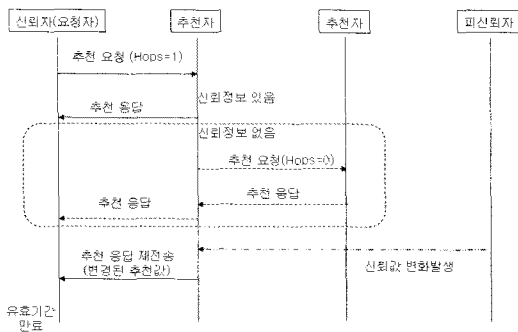 신뢰자(요청자)
추천자
추천자
피신뢰자
추천 요청 (Hops=1)
신뢰정보 있음
추천 응답
신뢰정보 없음
추천 요청(Hops=0)
추천 응답
추천 응답
추천 응답 재전송
(변경된 추천값)
신뢰값 변화발생
유효기간
만료